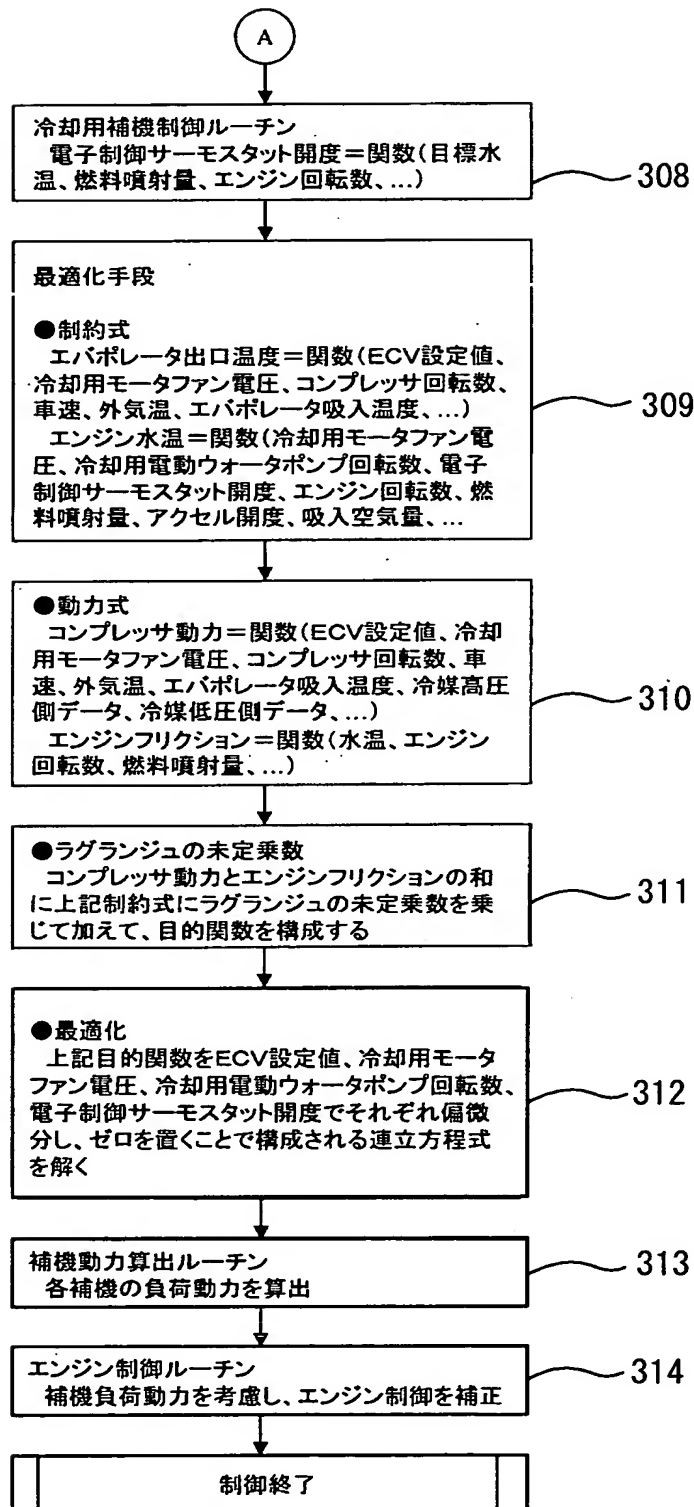 A
冷却用補機制御ルーチン
電子制御サーモスタット開度＝関数(目標水
温、燃料噴射量、エンジン回転数、...)
308
最適化手段
●制約式
エバポレータ出口温度＝関数(ECV設定値、
冷却用モータファン電圧、コンプレッサ回転数、
車速、外気温、エバポレータ吸入温度、...)
エンジン水温＝関数(冷却用モータファン電
圧、冷却用電動ウォータポンプ回転数、電子
制御サーモスタット開度、エンジン回転数、燃
料噴射量、アクセル開度、吸入空気量、...
309
●動力式
コンプレッサ動力＝関数(ECV設定値、冷却
用モータファン電圧、コンプレッサ回転数、車
速、外気温、エバポレータ吸入温度、冷媒高圧
側データ、冷媒低圧側データ、...)
エンジンフリクション＝関数(水温、エンジン
回転数、燃料噴射量、...)
310
●ラグランジュの未定乗数
コンプレッサ動力とエンジンフリクションの和
に上記制約式にラグランジュの未定乗数を乗
じて加えて、目的関数を構成する
311
●最適化
上記目的関数をECV設定値、冷却用モータ
ファン電圧、冷却用電動ウォータポンプ回転数、
電子制御サーモスタット開度でそれぞれ偏微
分し、ゼロを置くことで構成される連立方程式
を解く
312
補機動力算出ルーチン
各補機の負荷動力を算出
313
エンジン制御ルーチン
補機負荷動力を考慮し、エンジン制御を補正
314
制御終了